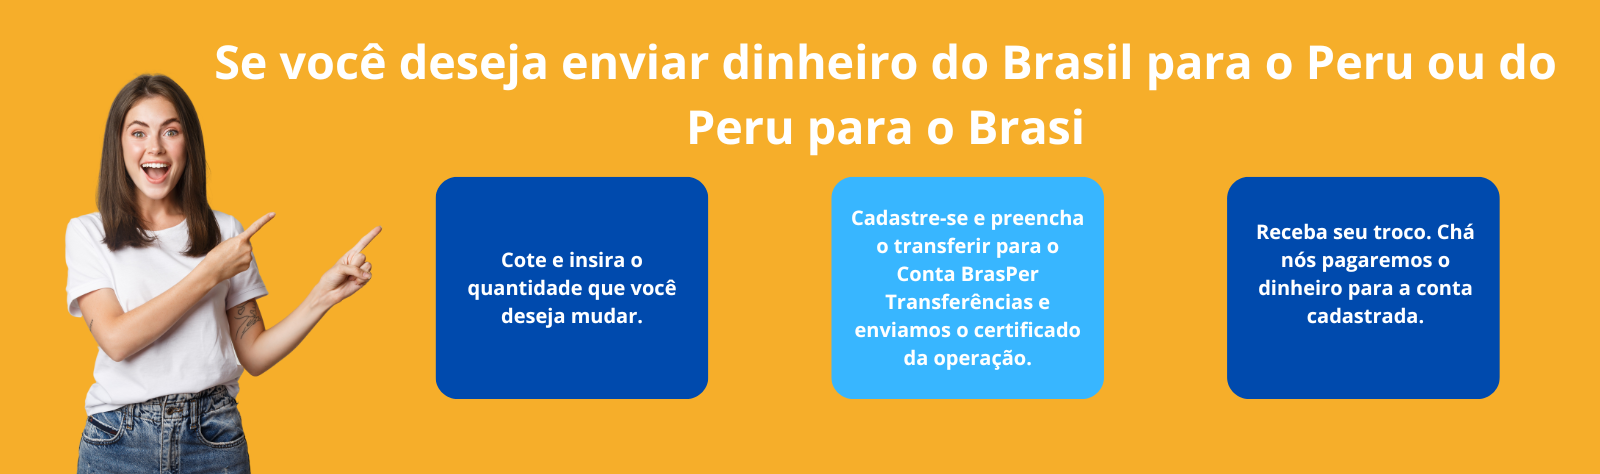 Se você deseja enviar dinheiro do Brasil para o Peru ou do
Peru para o Brasi
Cote e insira o
quantidade que você
deseja mudar.
Cadastre-se e preencha
o transferir para o
Conta BrasPer
Transferências e
enviamos o certificado
da operação.
Receba seu troco. Chá
nós pagaremos o
dinheiro para a conta
cadastrada.